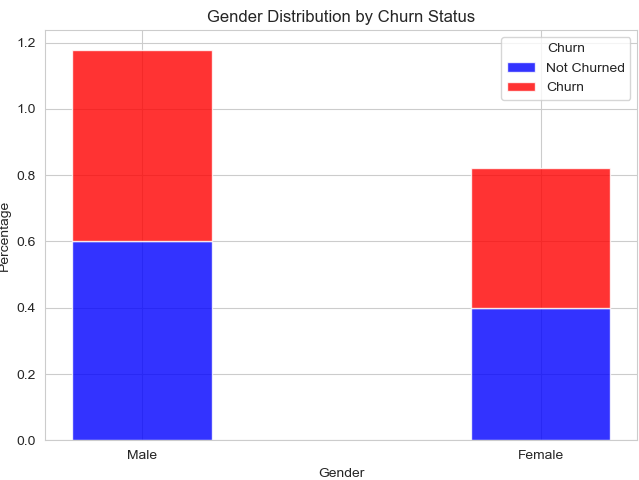 Gender Distribution by Churn Status
1.2
1.0
0.8
0.6
0.4
0.2
0.0
Percentage
Churn
Not Churned
Churn
Male
Female
Gender